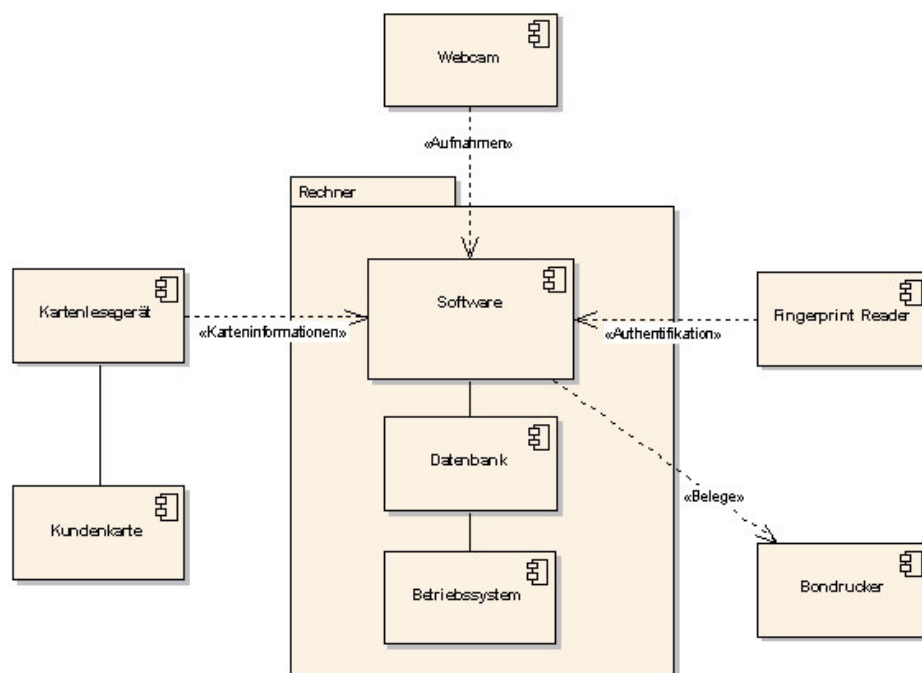 Webcam
«Aufnahmen»
Rechner
Kartenlesegerät
Software
Fingerprint Reader
«Karteninformationen»
«Authentifikation»
Datenbank
«Belege»
Kundenkarte
Betriebssystem
Bondrucker